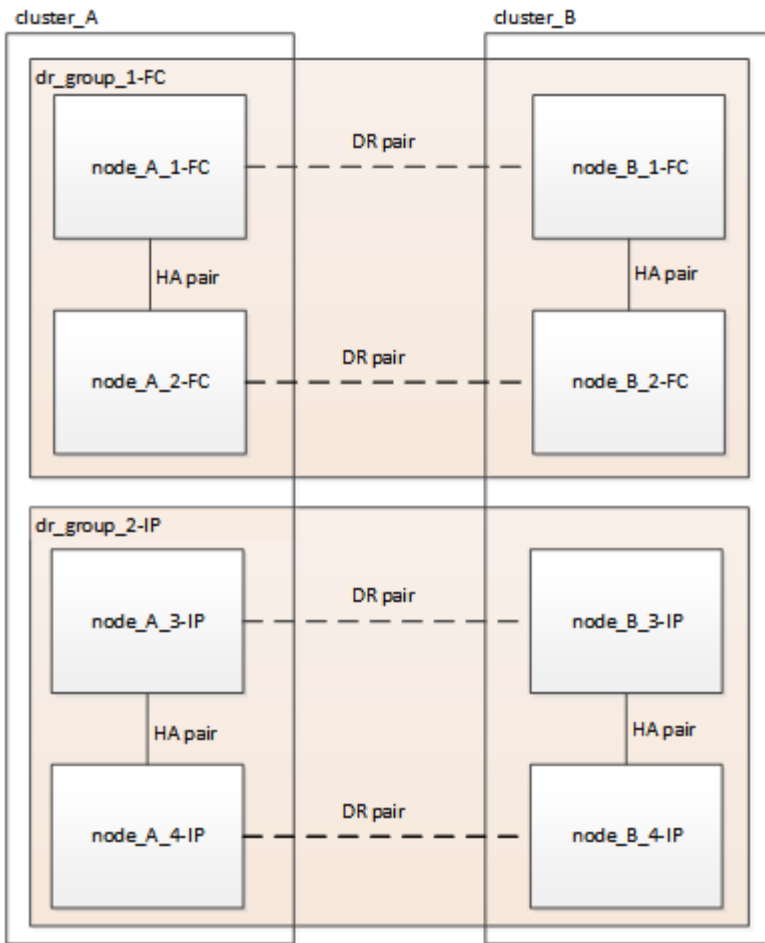 cluster_A
cluster_B
dr_group_1-FC
node_A_1-FC
DR pair
node_B_1-FC
HA pair
HA pair
node_A_2-FC
DR pair
node_B_2-FC
dr_group_2-IP
node_A_3-IP
DR pair
node_B_3-IP
HA pair
HA pair
node_A_4-IP
DR pair
node_B_4-IP